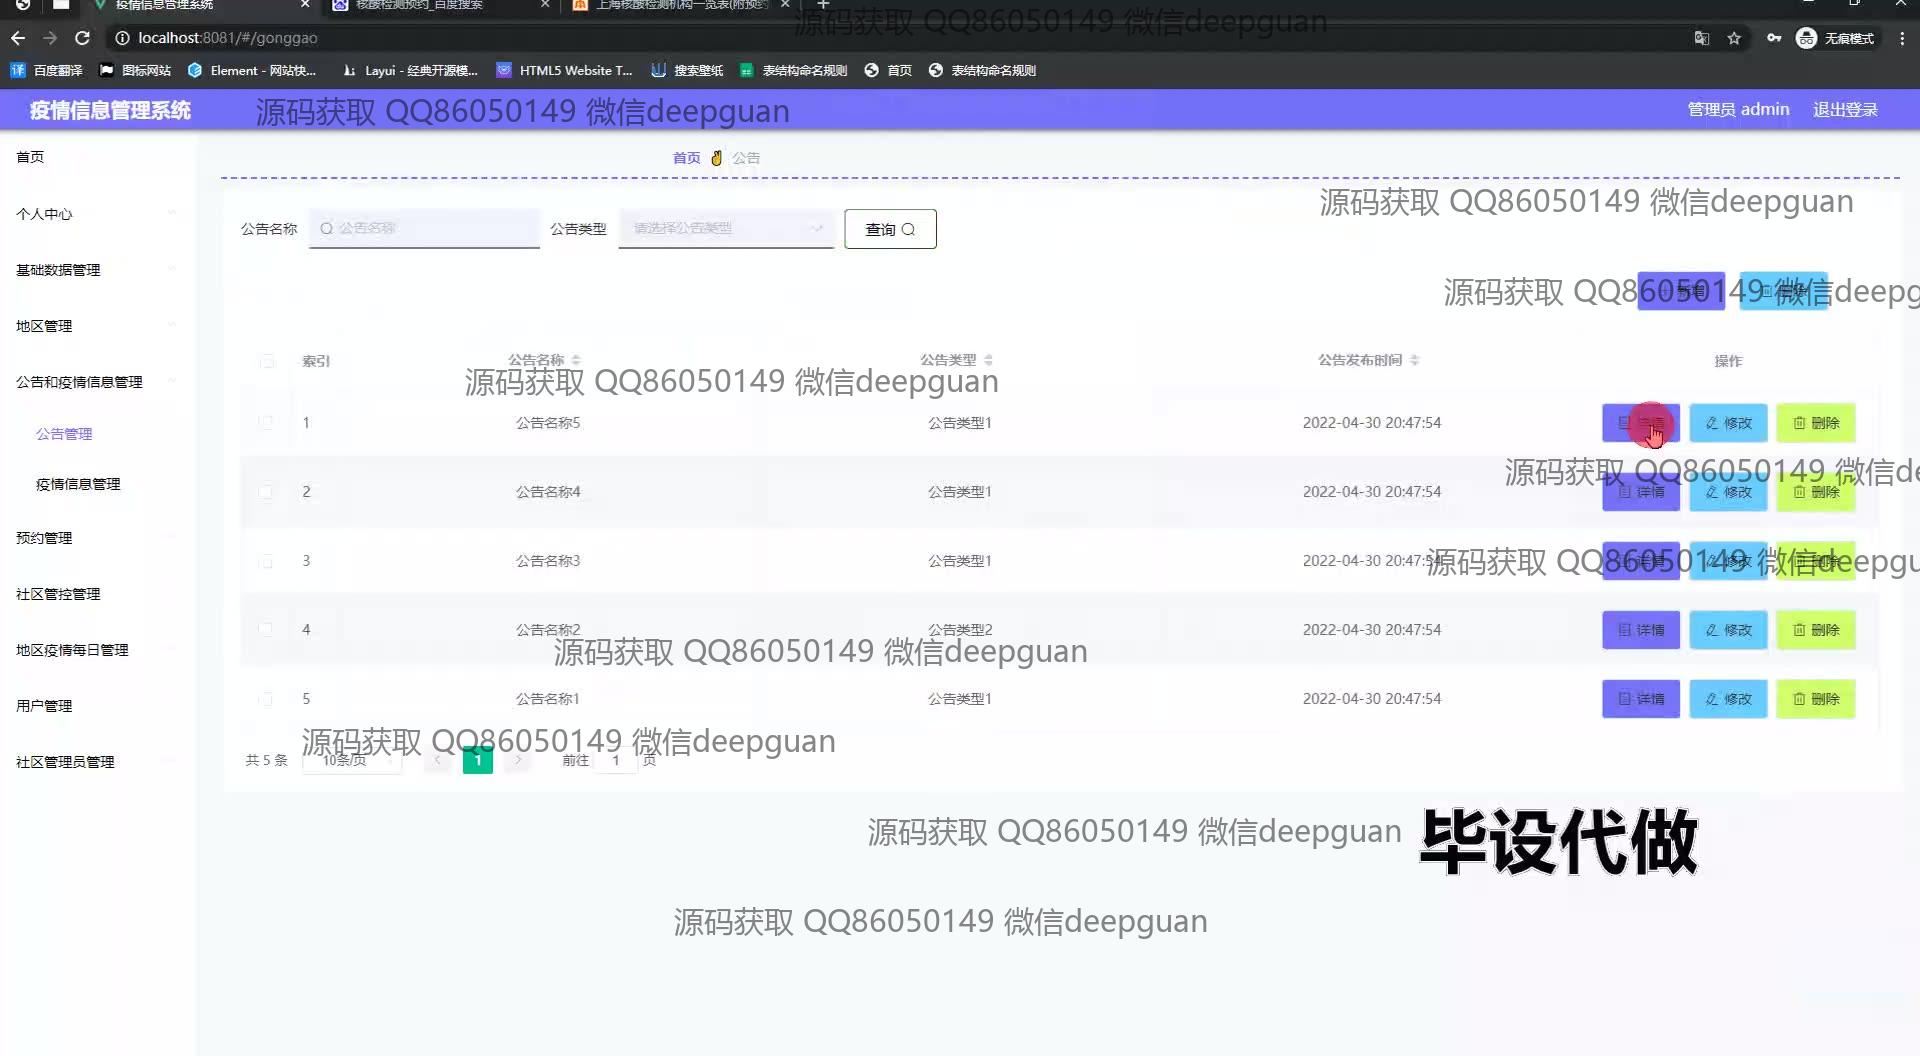 疫情信息管理系统
核酸检测预约_百度搜索
上海核酸检测机构一览表(附预约
源码获取 QQ86050149 微信deepguan
localhost:8081/#/gonggao
无痕模式
百度翻译
图标网站
Element - 网站快...
Layui - 经典开源模...
HTML5 Website T...
搜索壁纸
表结构命名规则
首页
表结构命名规则
疫情信息管理系统
源码获取 QQ86050149 微信deepguan
管理员 admin
退出登录
首页
首页 公告
个人中心
源码获取 QQ86050149 微信deepguan
公告名称 公告名称 公告类型 请选择公告类型 查询
基础数据管理
源码获取 QQ86050149 微信deepg
新增
删除
地区管理
索引 公告名称 公告类型 公告发布时间 操作
公告和疫情信息管理
源码获取 QQ86050149 微信deepguan
1 公告名称5 公告类型1 2022-04-30 20:47:54 详情 修改 删除
公告管理
源码获取 QQ86050149 微信de
疫情信息管理
2 公告名称4 公告类型1 2022-04-30 20:47:54 详情 修改 删除
预约管理
3 公告名称3 公告类型1 2022-04-30 20:47:54 详情 修改 删除
源码获取 QQ86050149 微信deepgu
社区管控管理
4 公告名称2 公告类型2 2022-04-30 20:47:54 详情 修改 删除
地区疫情每日管理
源码获取 QQ86050149 微信deepguan
5 公告名称1 公告类型1 2022-04-30 20:47:54 详情 修改 删除
用户管理
源码获取 QQ86050149 微信deepguan
社区管理员管理
共 5 条 10条/页 1 前往 1 页
源码获取 QQ86050149 微信deepguan
毕设代做
源码获取 QQ86050149 微信deepguan